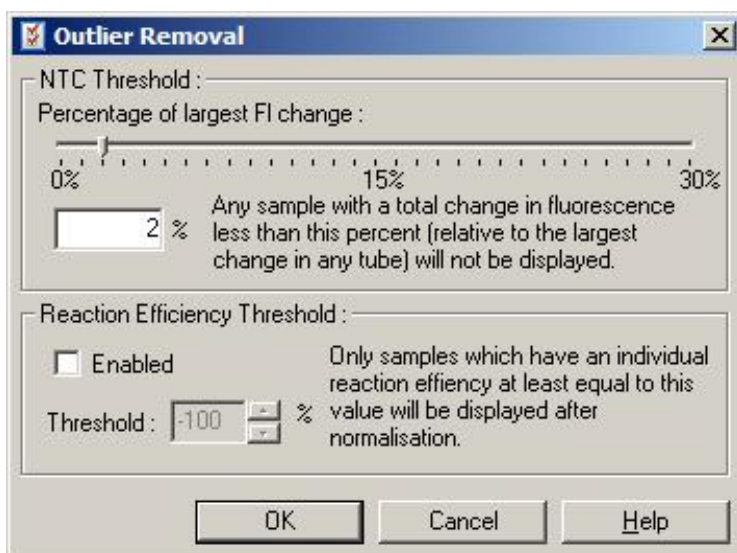 Outlier Removal
NTC Threshold :
Percentage of largest Fl change :
0% 15% 30%
2 %
Any sample with a total change in fluorescence
less than this percent (relative to the largest
change in any tube) will not be displayed.
Reaction Efficiency Threshold :
Enabled
Threshold : -100 %
Only samples which have an individual
reaction effiency at least equal to this
value will be displayed after
normalisation.
OK Cancel Help